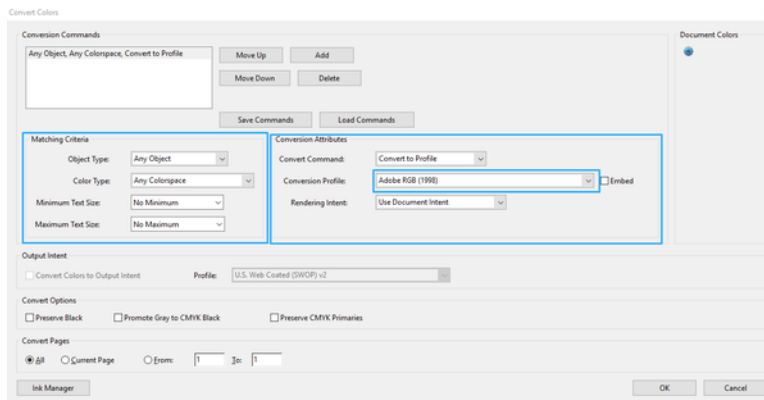 Convert Colors
Conversion Commands
Document Colors
Any Object, Any Colorspace, Convert to Profile
Move Up Add
Move Down Delete
Save Commands Load Commands
Matching Criteria
Conversion Attributes
Object Type: Any Object
Convert Command: Convert to Profile
Color Type: Any Colorspace
Conversion Profile: Adobe RGB (1998) Embed
Minimum Text Size: No Minimum
Rendering Intent: Use Document Intent
Maximum Text Size: No Maximum
Output Intent
Convert Colors to Output Intent Profile: U.S. Web Coated (SWOP) v2
Convert Options
Preserve Black Promote Gray to CMYK Black Preserve CMYK Primaries
Convert Pages
All Current Page From: 1 To: 1
Ink Manager OK Cancel